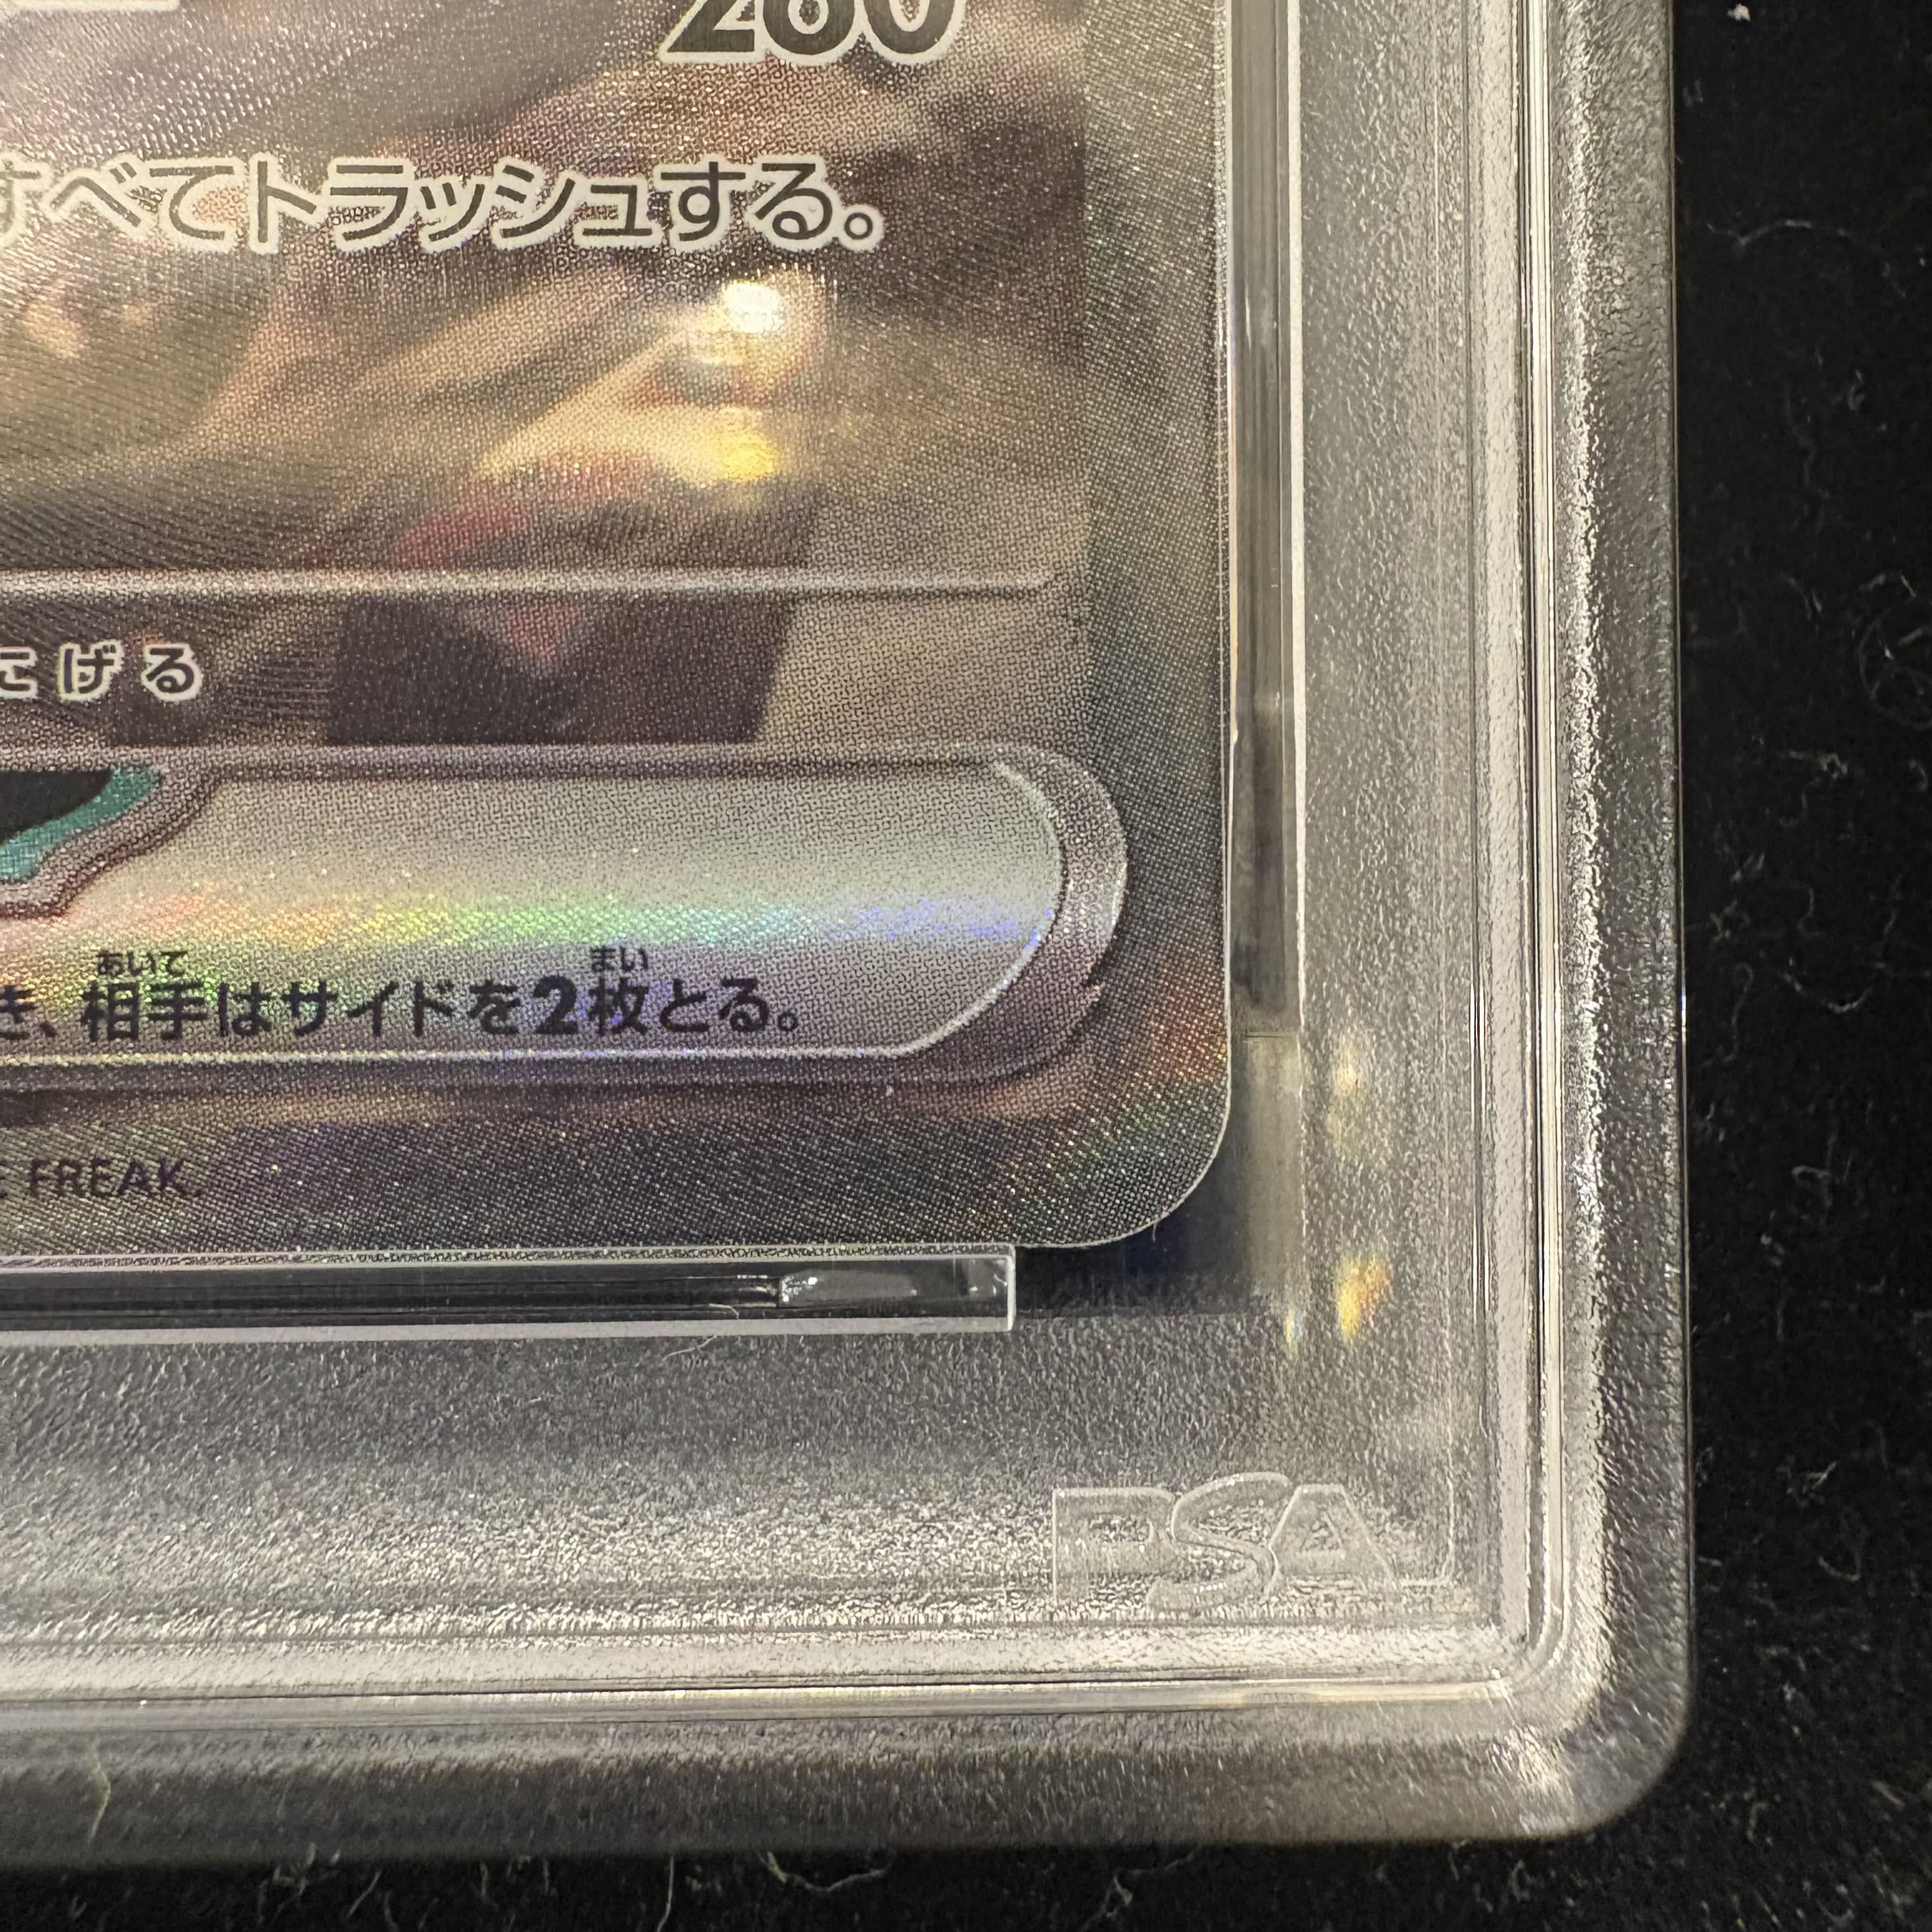 280
すべてトラッシュする。
にげる
あいて まい
き、相手はサイドを2枚とる。
FREAK.
PSA